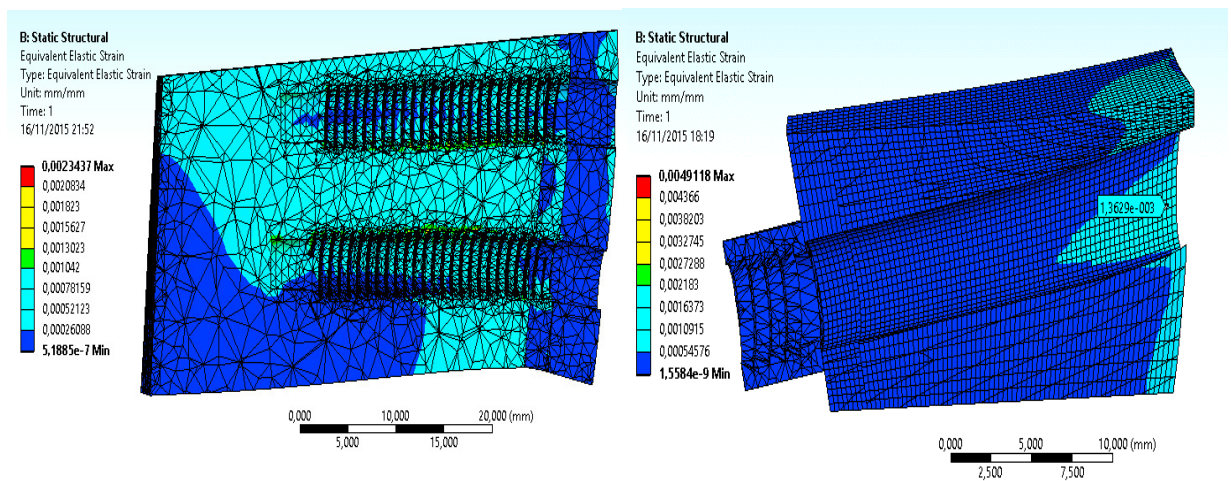 B: Static Structural
Equivalent Elastic Strain
Type: Equivalent Elastic Strain
Unit: mm/mm
Time: 1
16/11/2015 21:52
0,0023437 Max
0,0020834
0,001823
0,0015627
0,0013023
0,001042
0,00078159
0,00052123
0,00026088
5,1885e-7 Min
0,000 10,000 20,000 (mm)
5,000 15,000
B: Static Structural
Equivalent Elastic Strain
Type: Equivalent Elastic Strain
Unit: mm/mm
Time: 1
16/11/2015 18:19
0,0049118 Max
0,004366
0,0038203
0,0032745
0,0027288
0,002183
0,0016373
0,0010915
0,00054576
1,5584e-9 Min
1,3629e-003
0,000 5,000 10,000 (mm)
2,500 7,500